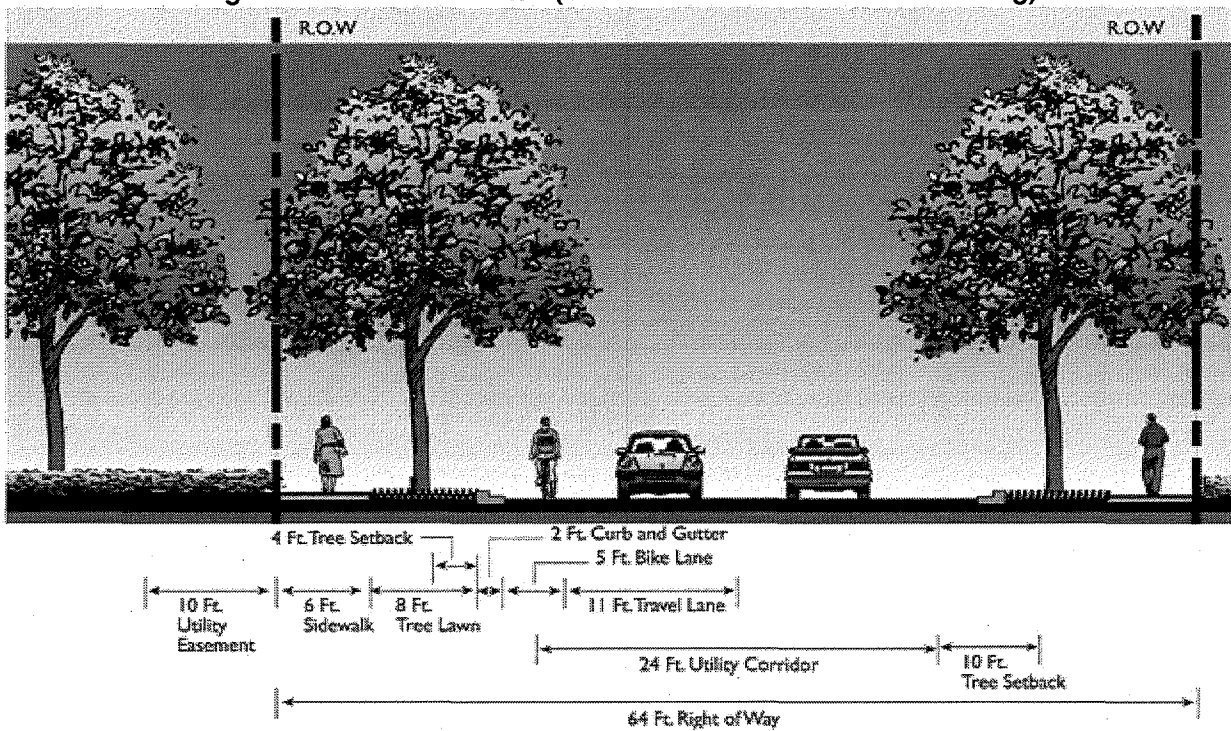 R.O.W
R.O.W
4 Ft. Tree Setback
2 Ft. Curb and Gutter
5 Ft. Bike Lane
10 Ft.
Utility
Easement
6 Ft.
Sidewalk
8 Ft.
Tree Lawn
11 Ft. Travel Lane
24 Ft. Utility Corridor
10 Ft.
Tree Setback
64 Ft. Right of Way